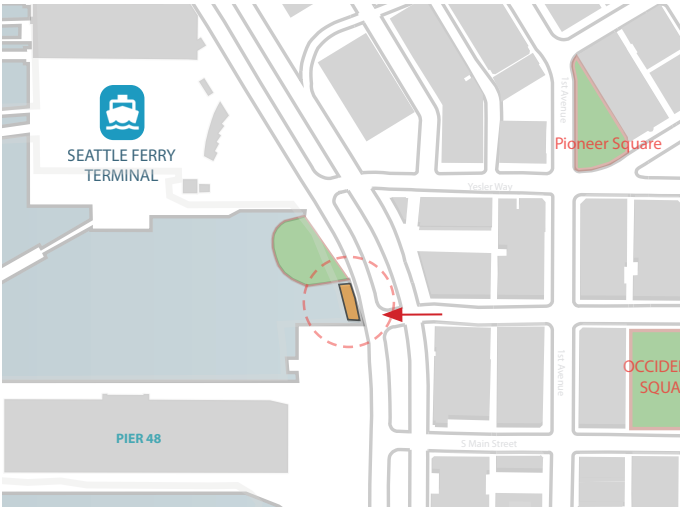 1st Avenue
Pioneer Square
SEATTLE FERRY
TERMINAL
Yesler Way
1st Avenue
OCCIDE
SQUA
S Main Street
PIER 48